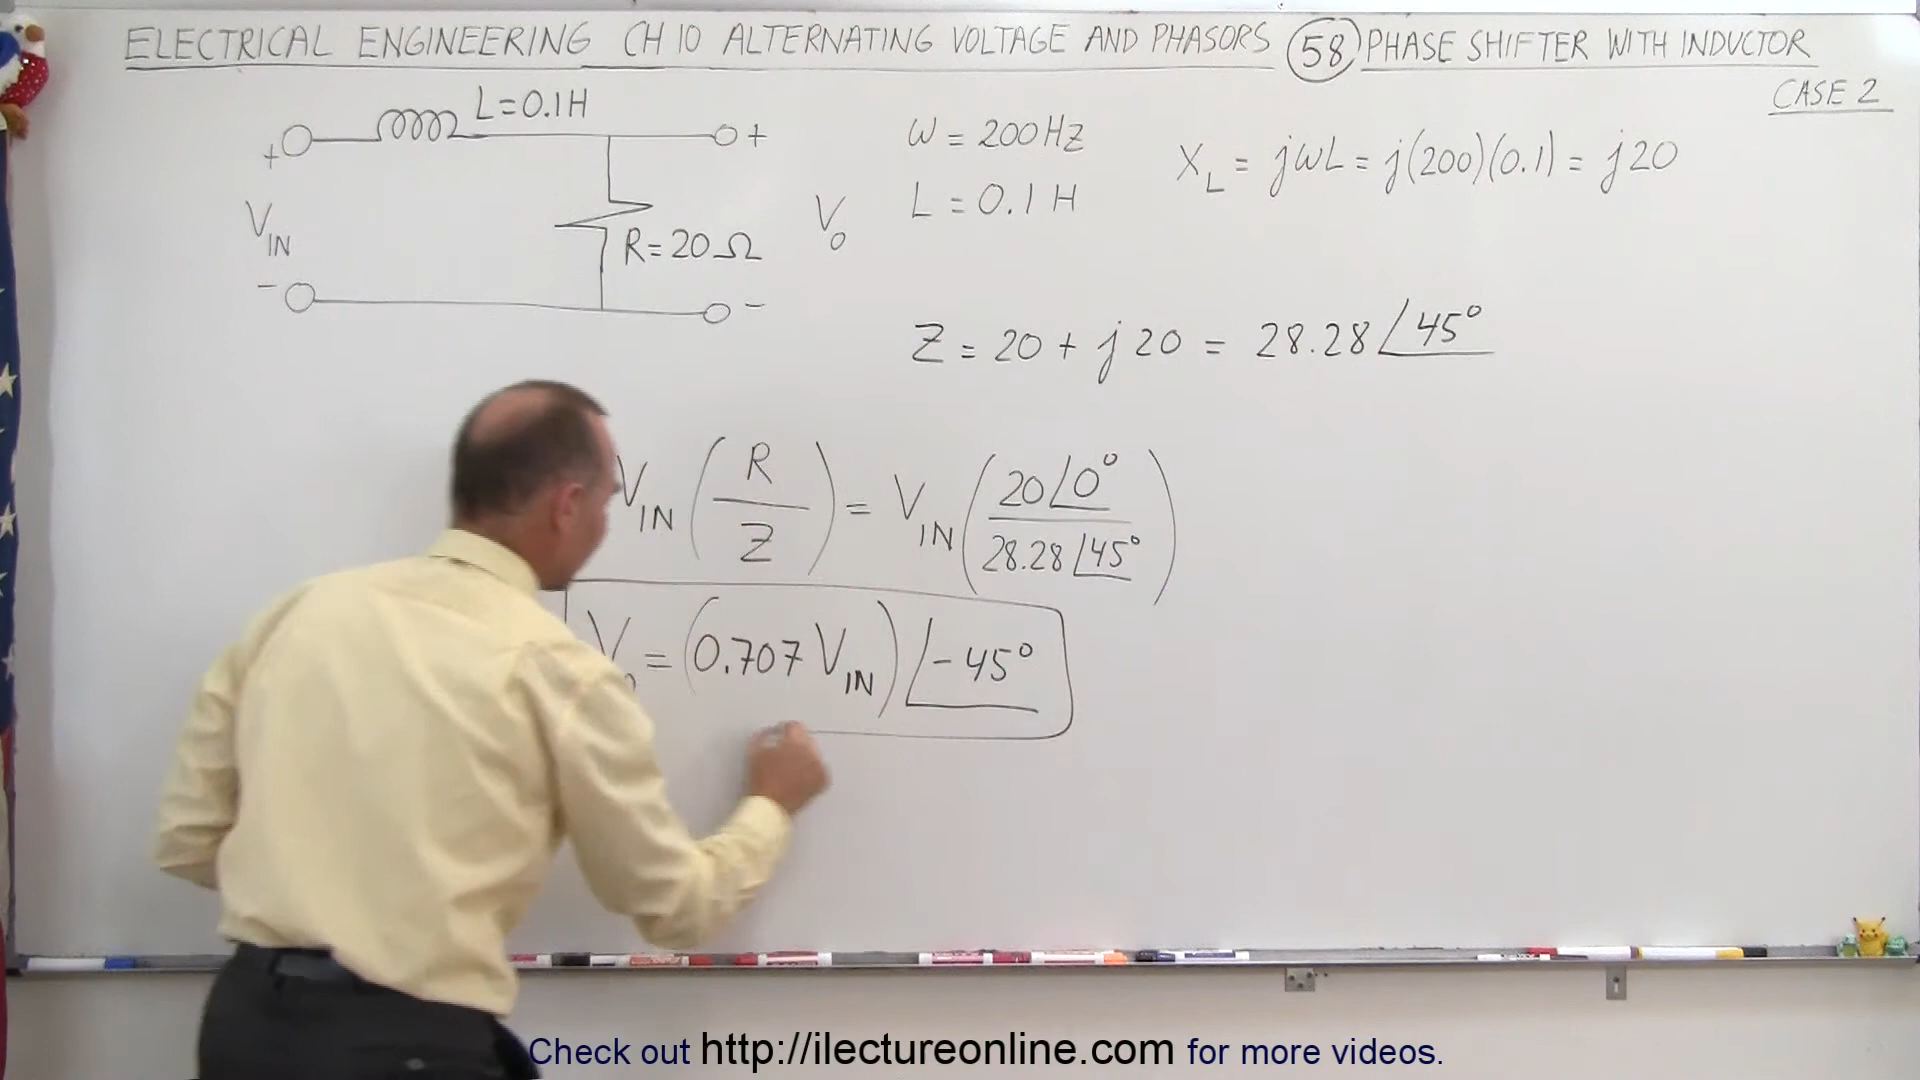 ELECTRICAL ENGINEERING CH 10 ALTERNATING VOLTAGE AND PHASORS 58 PHASE SHIFTER WITH INDUCTOR
CASE 2
L=0.1H
+ +
V_IN
R=20Ω
V_o
- -
ω = 200 Hz
L = 0.1 H
X_L = jωL = j(200)(0.1) = j20
Z = 20 + j20 = 28.28 ∠45°
V_IN (R/Z) = V_IN (20∠0° / 28.28∠45°)
= (0.707 V_IN) ∠-45°
Check out http://ilectureonline.com for more videos.